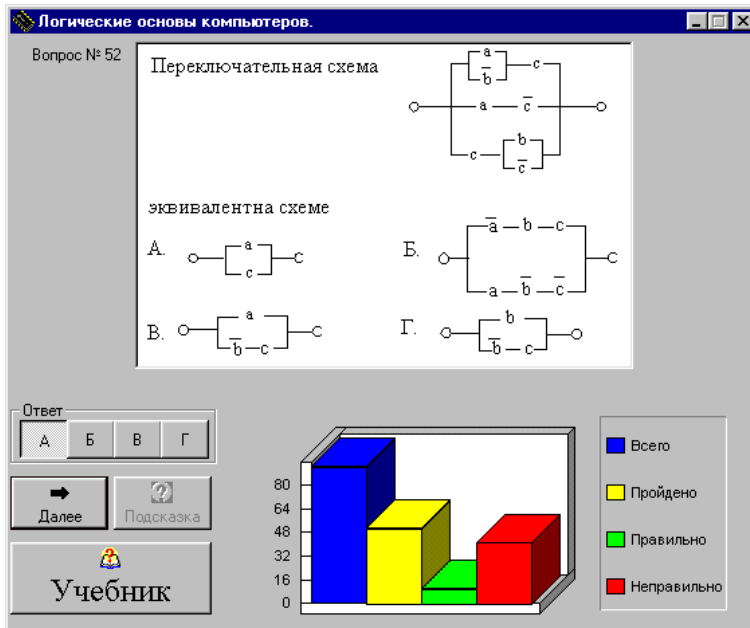 Логические основы компьютеров.
Вопрос № 52
Переключательная схема
a
b̅ c
a c̅
b
c
c̅
эквивалентна схеме
А. a
c
Б. a̅ b c
a b̅ c̅
В. a
b̅ c
Г. b
b̅ c
Ответ
А Б В Г
Далее
Подсказка
Учебник
80
64
48
32
16
0
Всего
Пройдено
Правильно
Неправильно